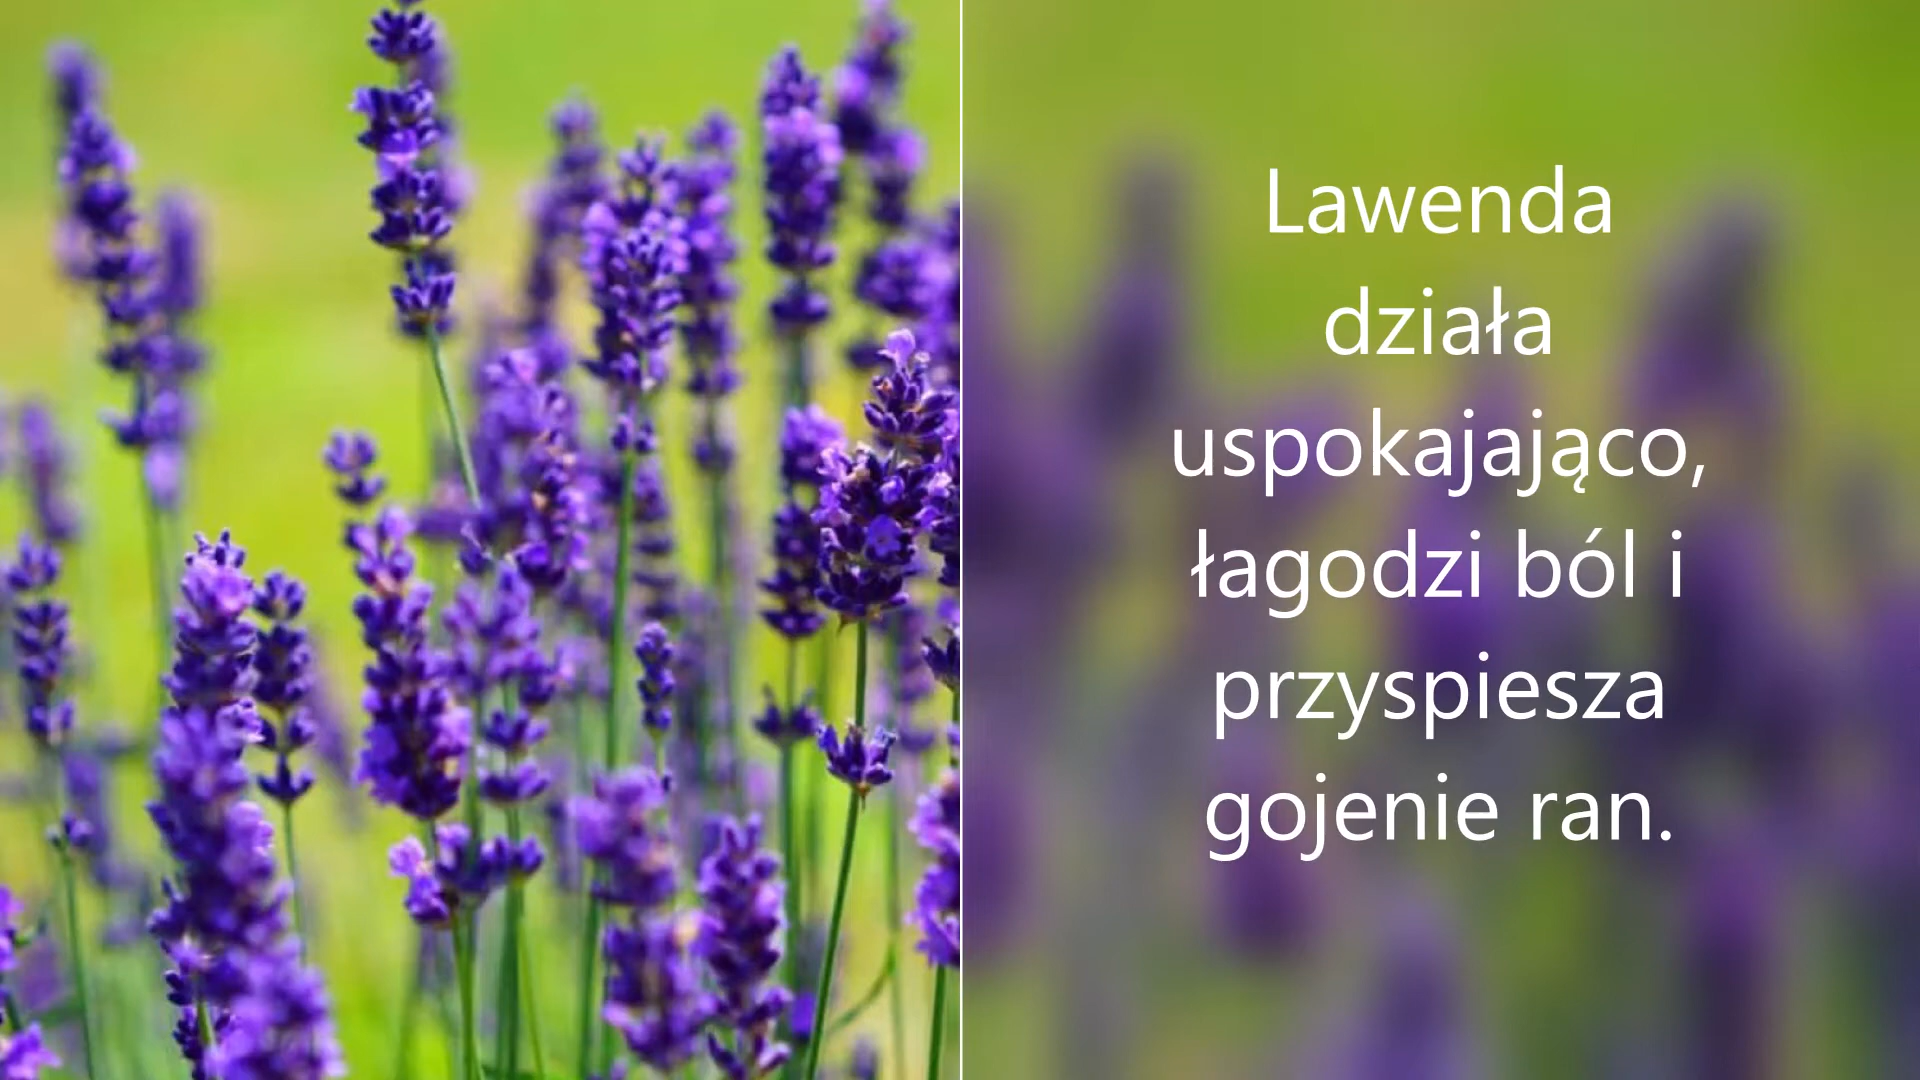 Lawenda
działa
uspokajająco,
łagodzi ból i
przyspiesza
gojenie ran.